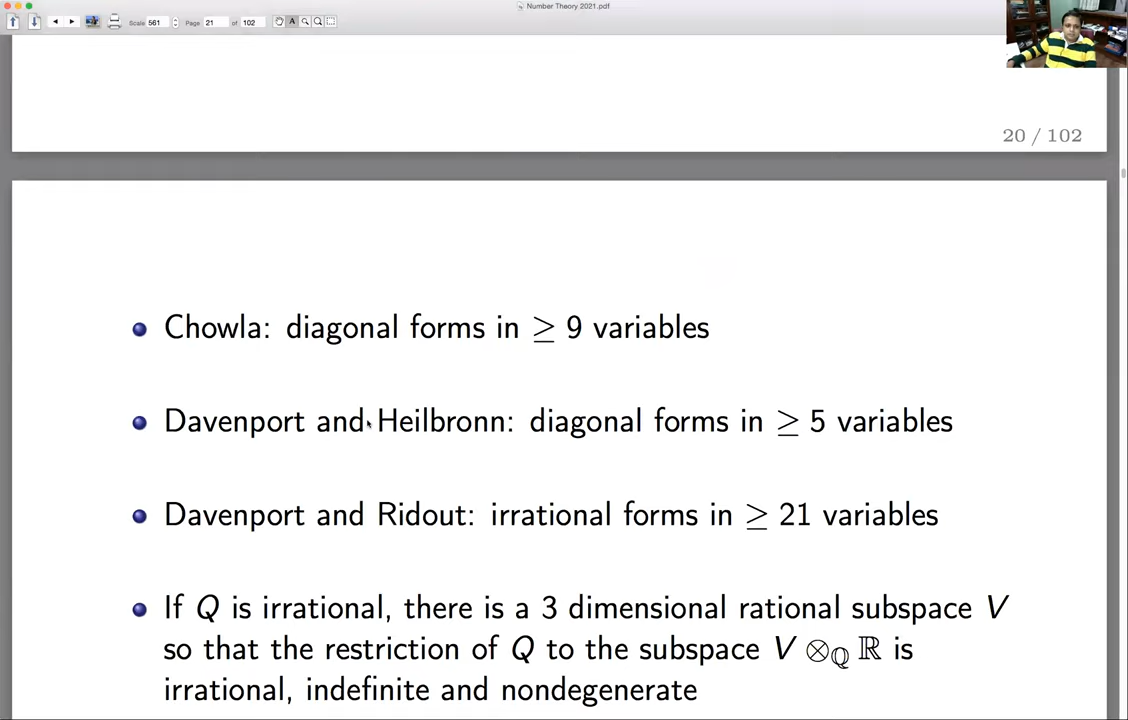 Number Theory 2021.pdf
Scale 561 Page 21 of 102
20 / 102
Chowla: diagonal forms in ≥ 9 variables
Davenport and Heilbronn: diagonal forms in ≥ 5 variables
Davenport and Ridout: irrational forms in ≥ 21 variables
If Q is irrational, there is a 3 dimensional rational subspace V
so that the restriction of Q to the subspace V ⊗ℚ ℝ is
irrational, indefinite and nondegenerate